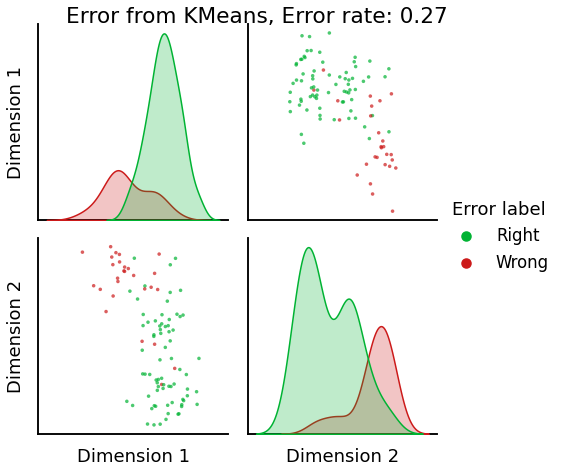 Error from KMeans, Error rate: 0.27
Dimension 1
Dimension 2
Error label
Right
Wrong
Dimension 1
Dimension 2